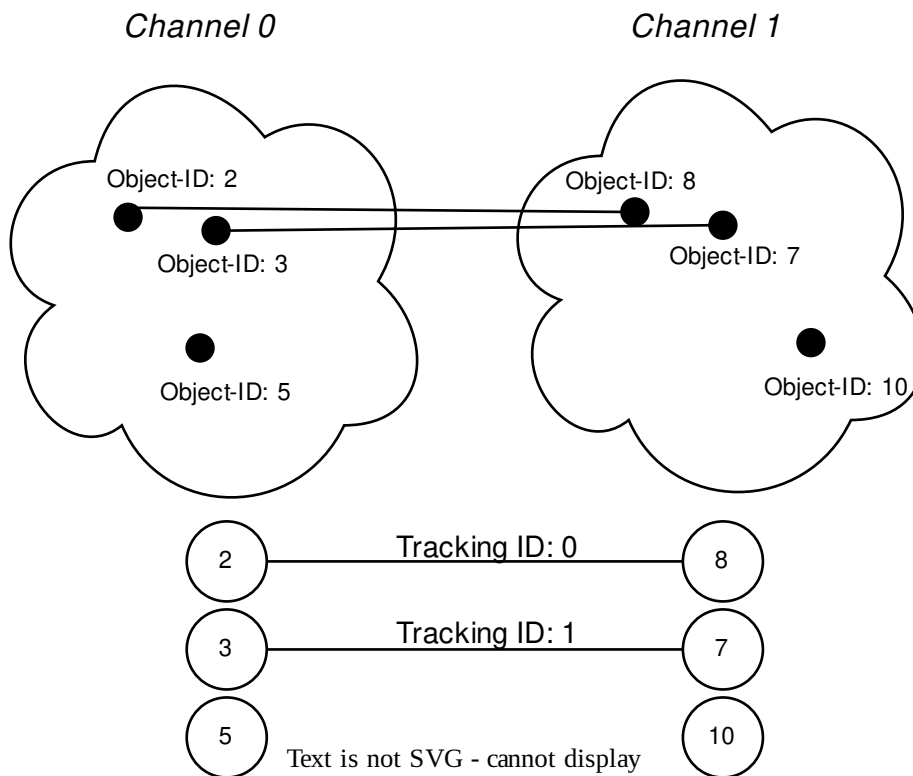 Channel 0
Channel 1
Object-ID: 2
Object-ID: 8
Object-ID: 3
Object-ID: 7
Object-ID: 5
Object-ID: 10
2
Tracking ID: 0
8
3
Tracking ID: 1
7
5
10
Text is not SVG - cannot display